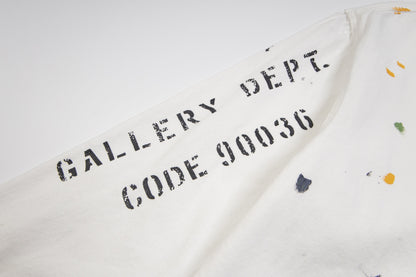 GALLERY DEPT.
CODE 90036